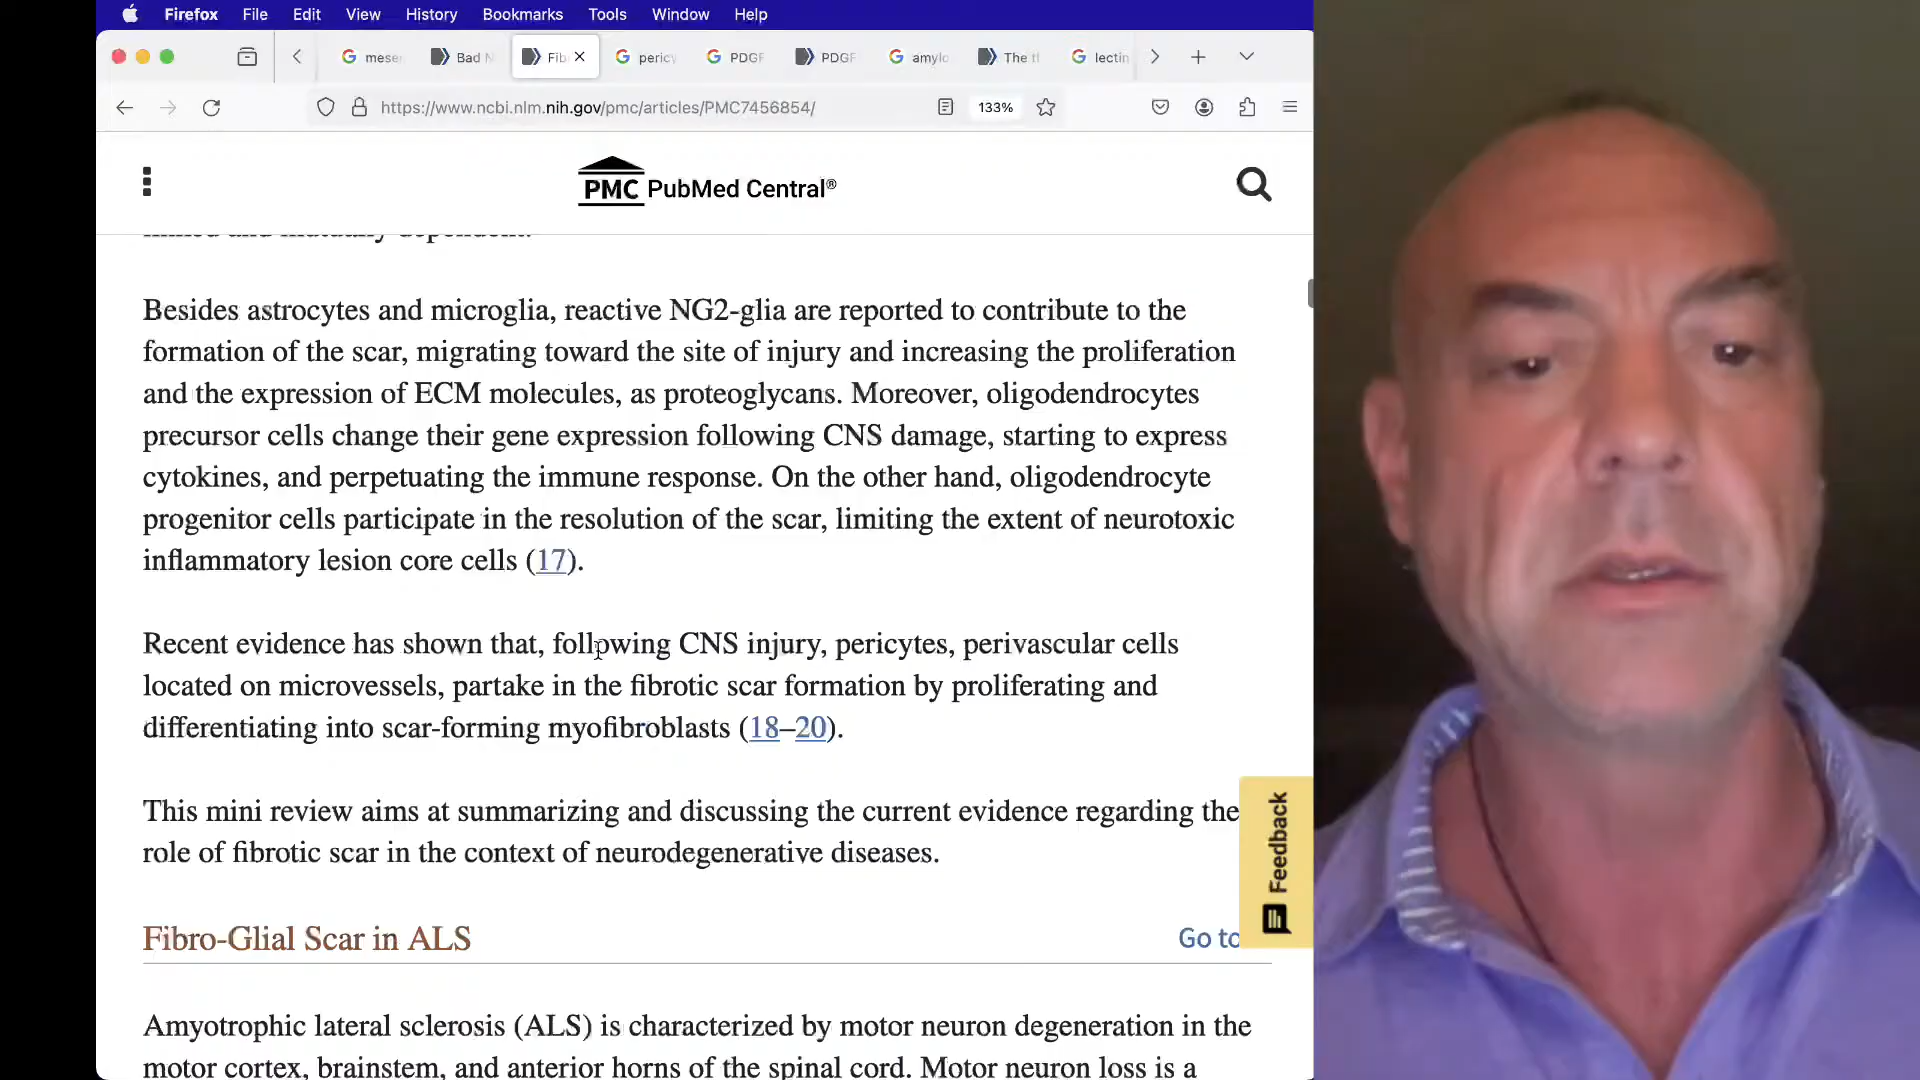 Firefox File Edit View History Bookmarks Tools Window Help
mese Bad N Fib peric PDGF PDGF amylo The t lectin
https://www.ncbi.nlm.nih.gov/pmc/articles/PMC7456854/ 133%
PMC PubMed Central®
Besides astrocytes and microglia, reactive NG2-glia are reported to contribute to the
formation of the scar, migrating toward the site of injury and increasing the proliferation
and the expression of ECM molecules, as proteoglycans. Moreover, oligodendrocytes
precursor cells change their gene expression following CNS damage, starting to express
cytokines, and perpetuating the immune response. On the other hand, oligodendrocyte
progenitor cells participate in the resolution of the scar, limiting the extent of neurotoxic
inflammatory lesion core cells (17).
Recent evidence has shown that, following CNS injury, pericytes, perivascular cells
located on microvessels, partake in the fibrotic scar formation by proliferating and
differentiating into scar-forming myofibroblasts (18–20).
This mini review aims at summarizing and discussing the current evidence regarding the
role of fibrotic scar in the context of neurodegenerative diseases.
Feedback
Fibro-Glial Scar in ALS Go to
Amyotrophic lateral sclerosis (ALS) is characterized by motor neuron degeneration in the
motor cortex, brainstem, and anterior horns of the spinal cord. Motor neuron loss is a